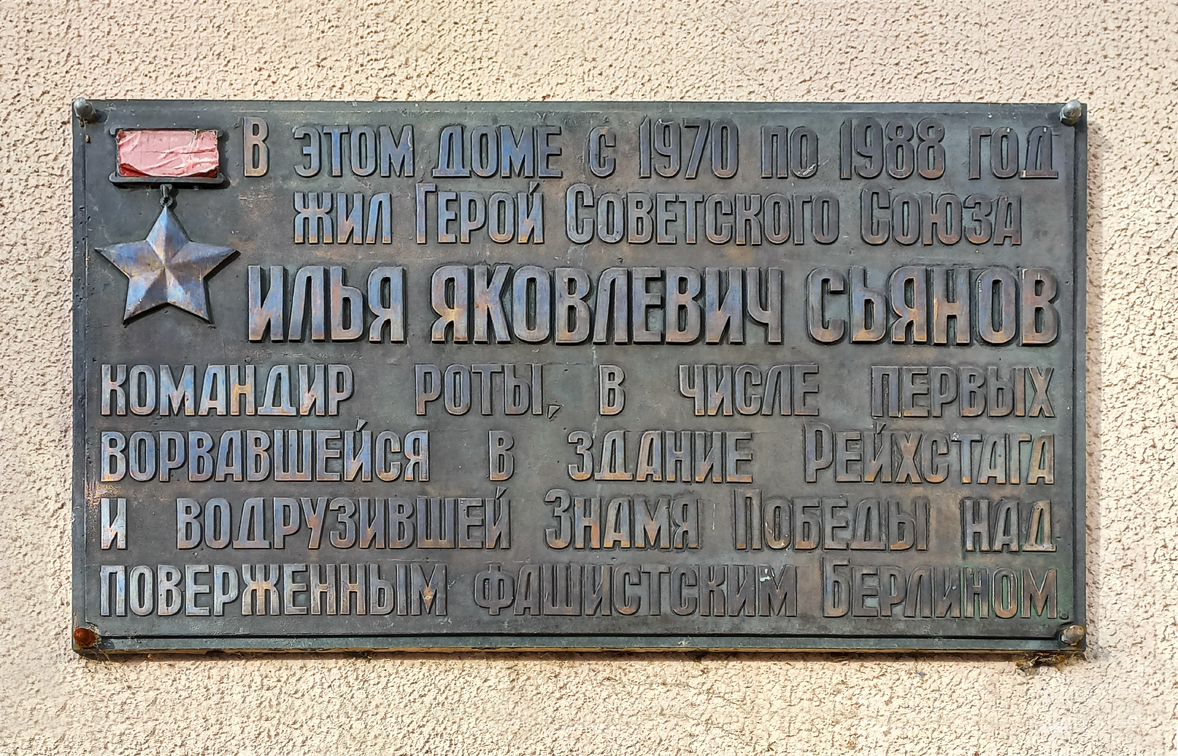 В этом доме с 1970 по 1988 год
жил Герой Советского Союза
ИЛЬЯ ЯКОВЛЕВИЧ СЬЯНОВ
командир роты, в числе первых
ворвавшейся в здание Рейхстага
и водрузившей Знамя Победы над
поверженным фашистским Берлином.